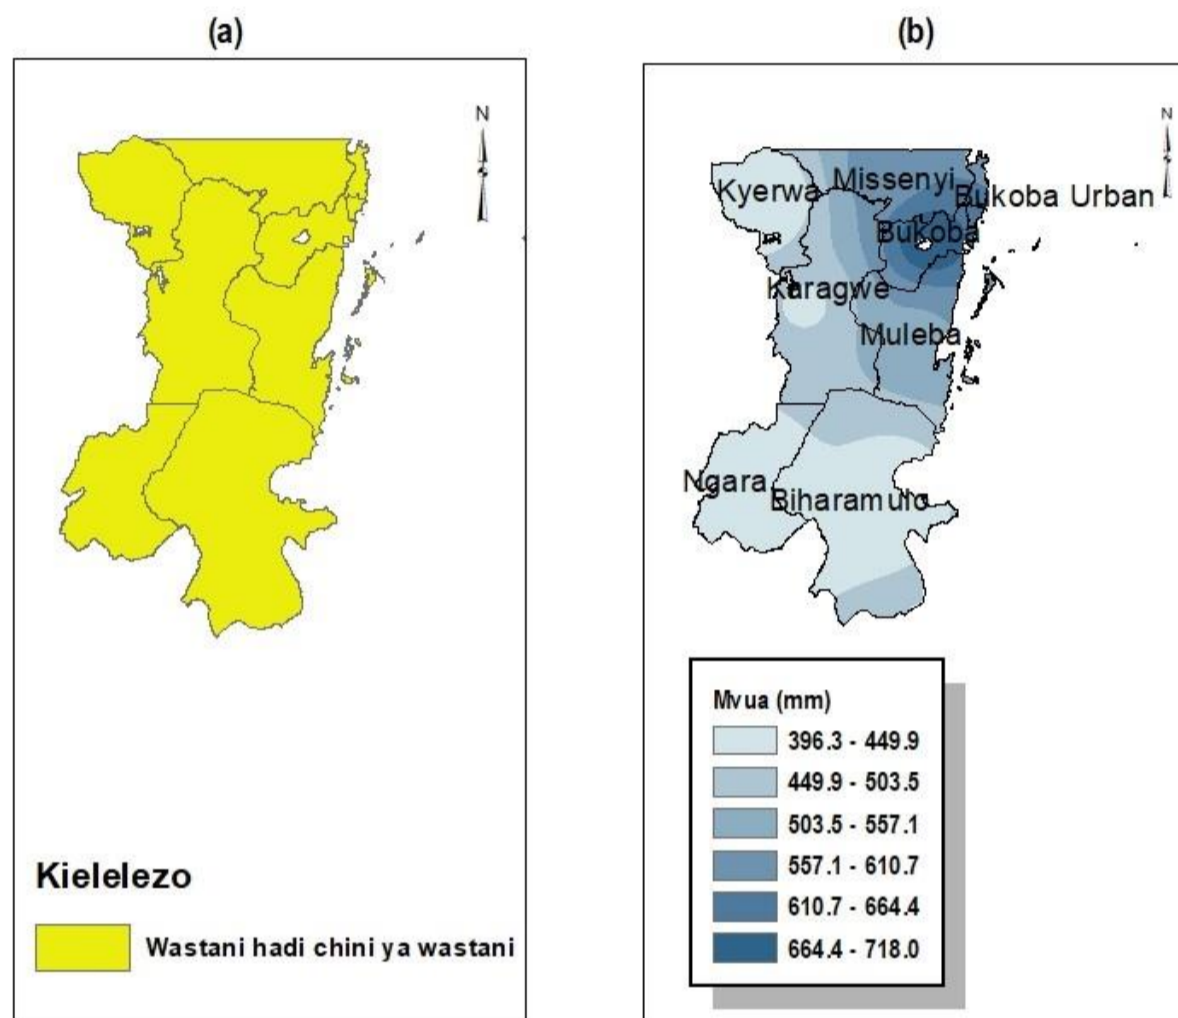 (a)
N
Kielelezo
Wastani hadi chini ya wastani
(b)
N
Kyerwa
Missenyi
Bukoba Urban
Bukoba
Karagwe
Muleba
Ngara
Biharamulo
Mvua (mm)
396.3 - 449.9
449.9 - 503.5
503.5 - 557.1
557.1 - 610.7
610.7 - 664.4
664.4 - 718.0